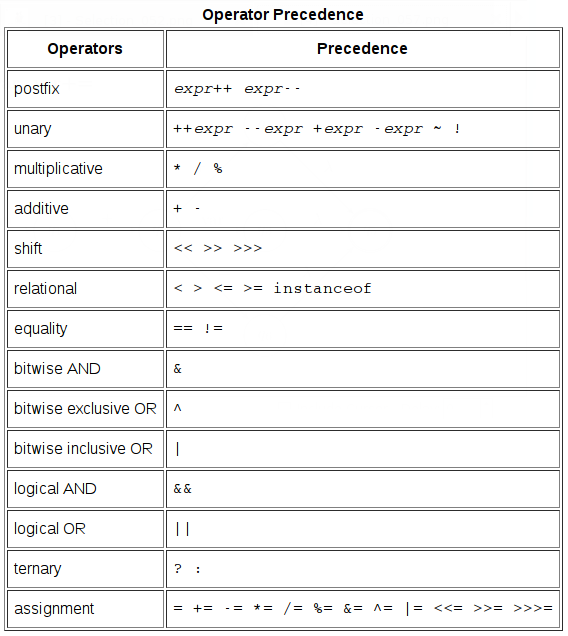 Operator Precedence
Operators Precedence
postfix expr++ expr--
unary ++expr --expr +expr -expr ~ !
multiplicative * / %
additive + -
shift << >> >>>
relational < > <= >= instanceof
equality == !=
bitwise AND &
bitwise exclusive OR ^
bitwise inclusive OR |
logical AND &&
logical OR ||
ternary ? :
assignment = += -= *= /= %= &= ^= |= <<= >>= >>>=